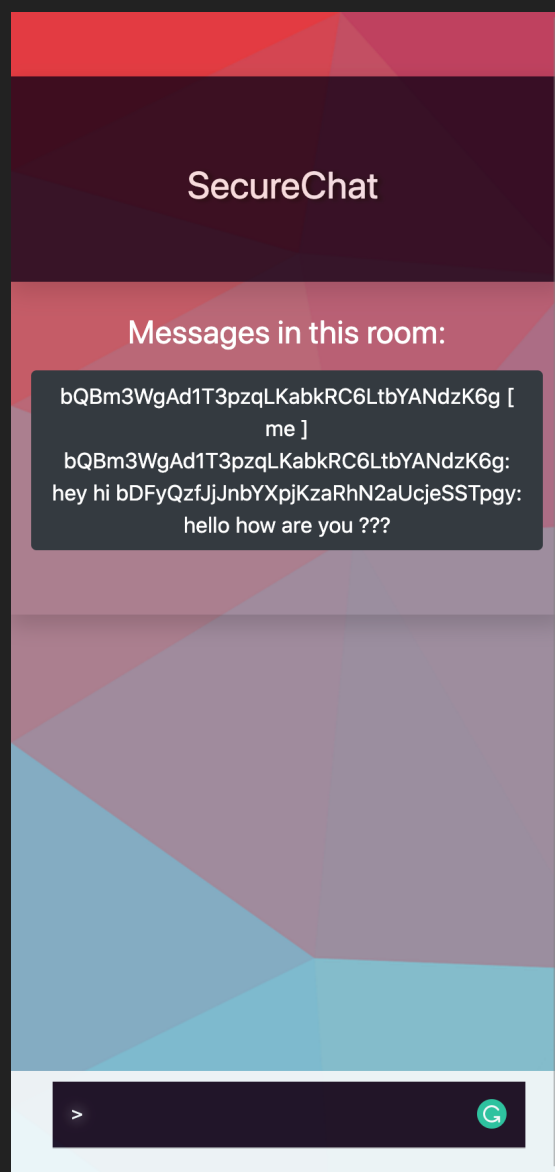 SecureChat
Messages in this room:
bQBm3WgAd1T3pzqLKabkRC6LtbYANdzK6g [
me ]
bQBm3WgAd1T3pzqLKabkRC6LtbYANdzK6g:
hey hi bDFyQzfJjJnbYXpjKzaRhN2aUcjeSSTpgy:
hello how are you ???
>